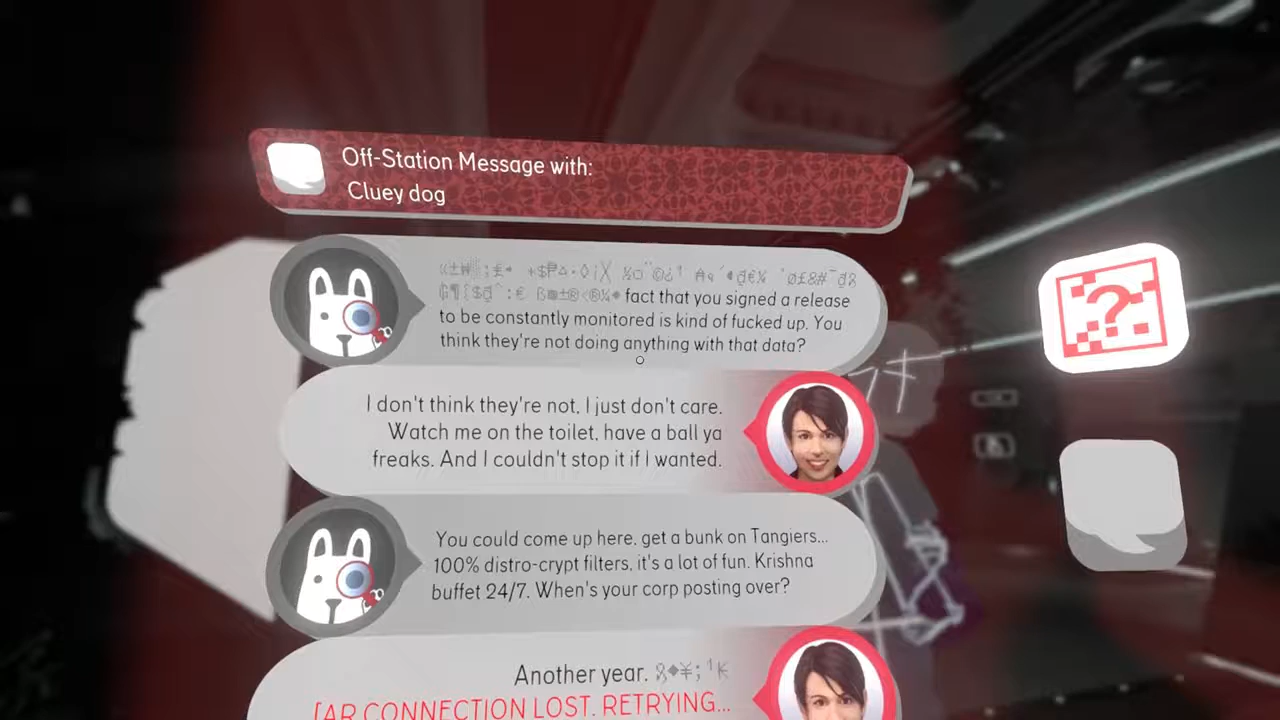 Off-Station Message with:
Cluey dog
fact that you signed a release
to be constantly monitored is kind of fucked up. You
think they're not doing anything with that data?
I don't think they're not, I just don't care.
Watch me on the toilet, have a ball ya
freaks. And I couldn't stop it if I wanted.
You could come up here, get a bunk on Tangiers...
100% distro-crypt filters, it's a lot of fun. Krishna
buffet 24/7. When's your corp posting over?
Another year.
[AR CONNECTION LOST. RETRYING...